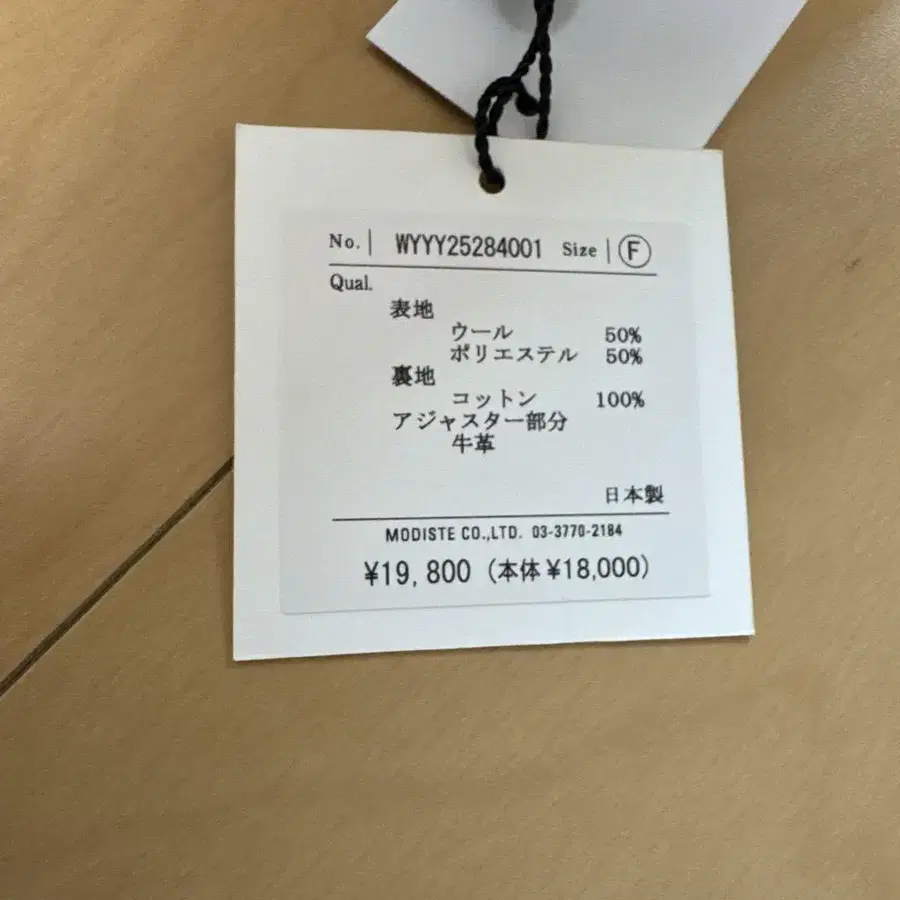 No. WYYY25284001 Size F
Qual.
表地
ウール 50%
ポリエステル 50%
裏地
コットン 100%
アジャスター部分
牛革
日本製
MODISTE CO.,LTD. 03-3770-2184
¥19,800 (本体¥18,000)